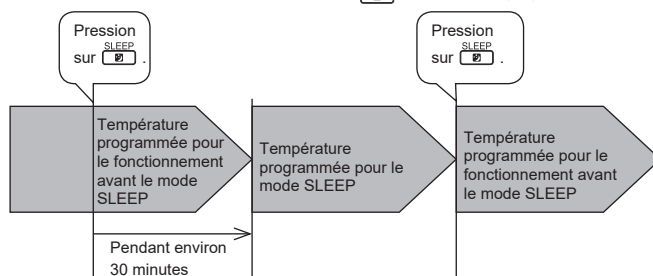 Pression
SLEEP
sur .
Pression
SLEEP
sur .
Température
programmée pour
le fonctionnement
avant le mode
SLEEP
Température
programmée pour le
mode SLEEP
Température
programmée pour le
fonctionnement avant
le mode SLEEP
Pendant environ
30 minutes